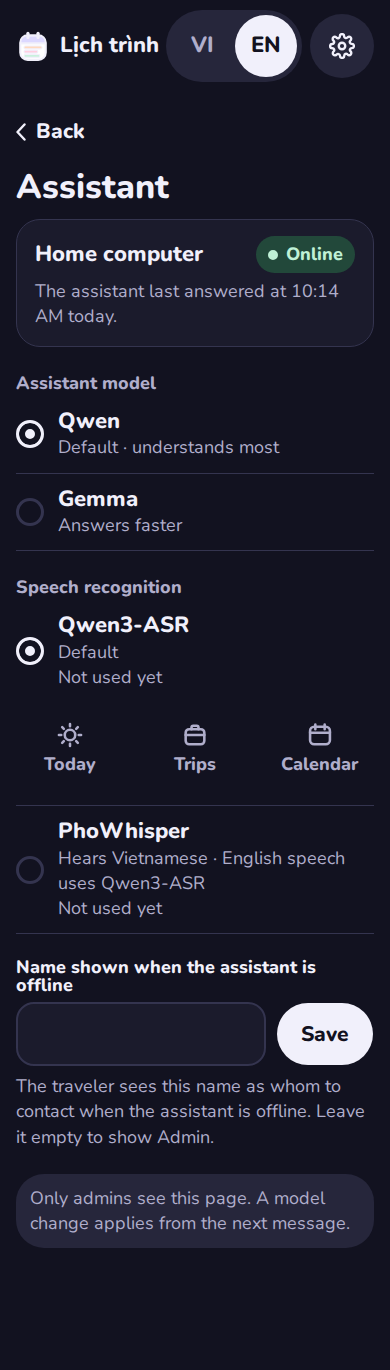 Lịch trình
VI
EN
Back
Assistant
Home computer
Online
The assistant last answered at 10:14
AM today.
Assistant model
Qwen
Default · understands most
Gemma
Answers faster
Speech recognition
Qwen3-ASR
Default
Not used yet
Today
Trips
Calendar
PhoWhisper
Hears Vietnamese · English speech
uses Qwen3-ASR
Not used yet
Name shown when the assistant is
offline
Save
The traveler sees this name as whom to
contact when the assistant is offline. Leave
it empty to show Admin.
Only admins see this page. A model
change applies from the next message.